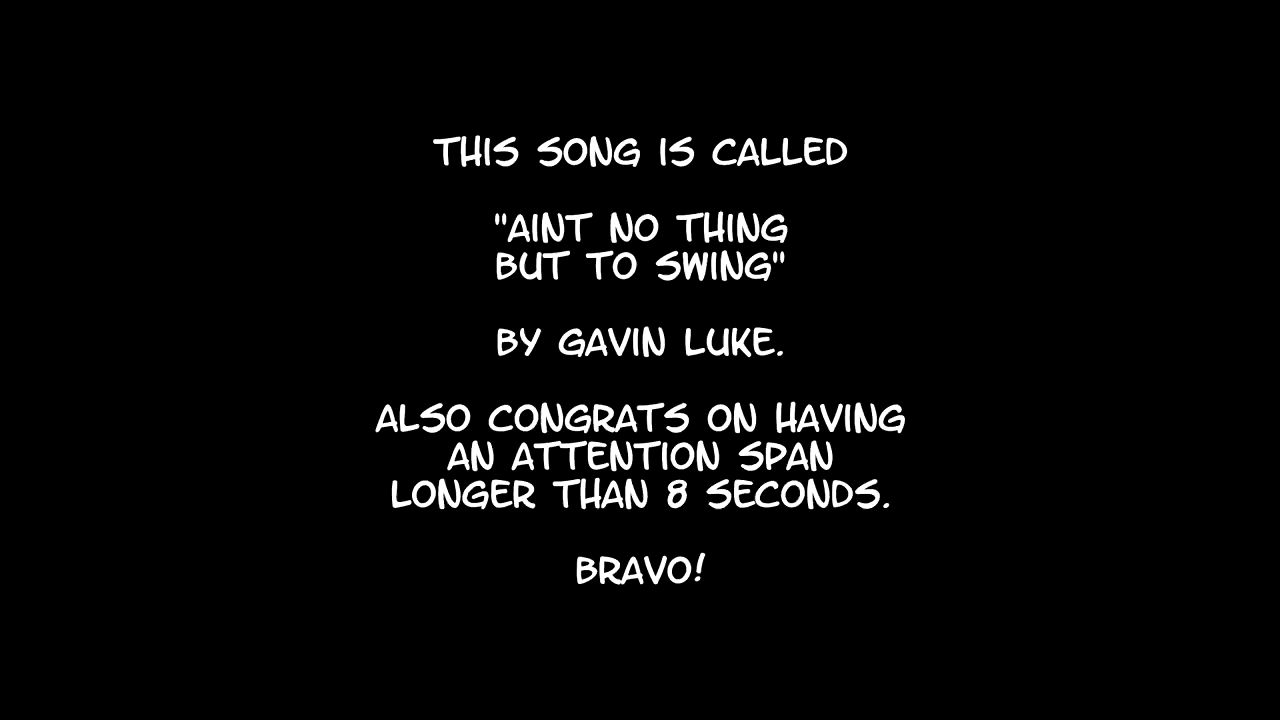 THIS SONG IS CALLED
"AINT NO THING
BUT TO SWING"
BY GAVIN LUKE.
ALSO CONGRATS ON HAVING
AN ATTENTION SPAN
LONGER THAN 8 SECONDS.
BRAVO!